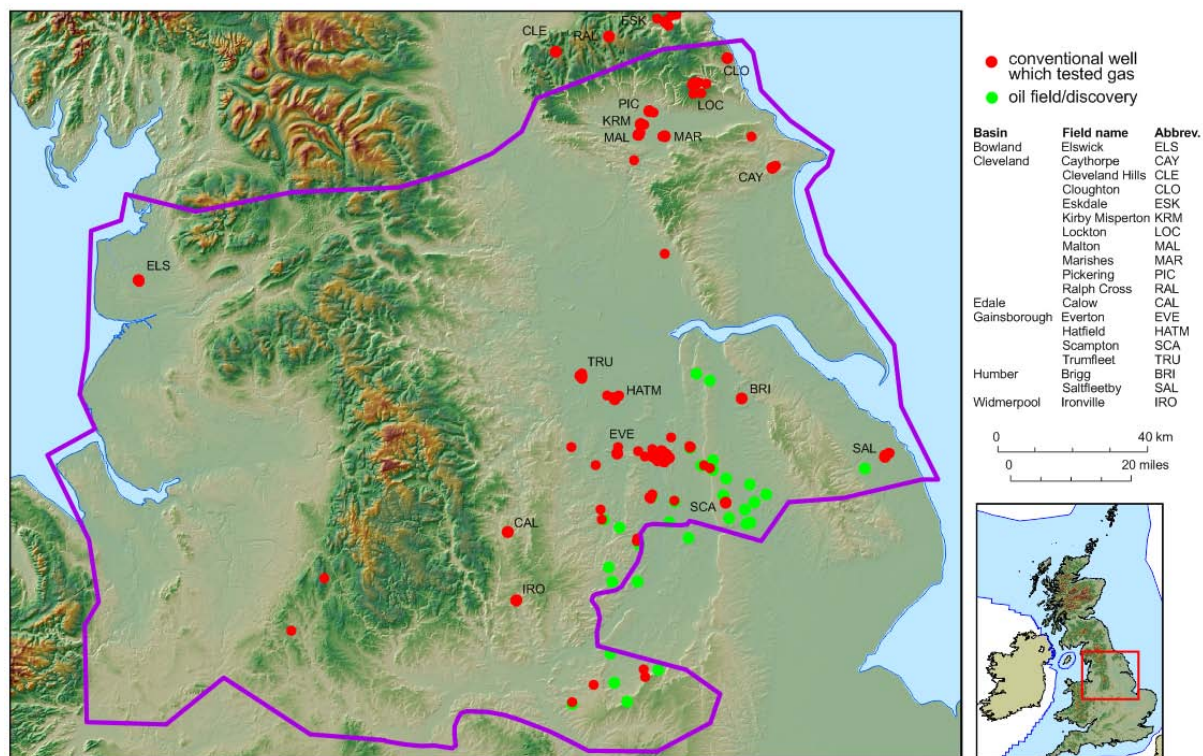 ESK
CLE
RAL
CLO
LOC
PIC
KRM
MAL
MAR
CAY
ELS
TRU
HATM
BRI
EVE
SAL
SCA
CAL
IRO
conventional well
which tested gas
oil field/discovery
Basin Field name Abbrev.
Bowland Elswick ELS
Cleveland Caythorpe CAY
Cleveland Hills CLE
Cloughton CLO
Eskdale ESK
Kirby Misperton KRM
Lockton LOC
Malton MAL
Marishes MAR
Pickering PIC
Ralph Cross RAL
Edale Calow CAL
Gainsborough Everton EVE
Hatfield HATM
Scampton SCA
Trumfleet TRU
Humber Brigg BRI
Saltfleetby SAL
Widmerpool Ironville IRO
0 40 km
0 20 miles